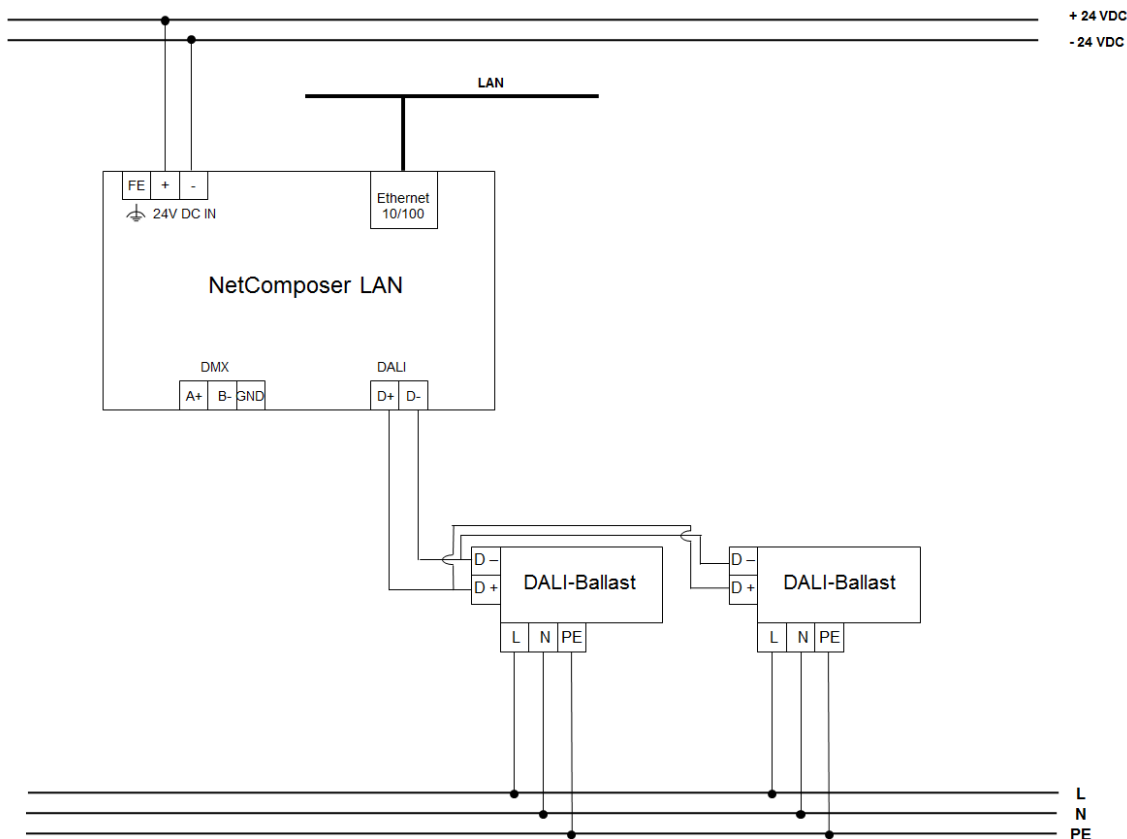 + 24 VDC
- 24 VDC
LAN
FE + -
24V DC IN
Ethernet
10/100
NetComposer LAN
DMX
DALI
A+ B- GND
D+ D-
D –
D +
DALI-Ballast
L N PE
D –
D +
DALI-Ballast
L N PE
L
N
PE